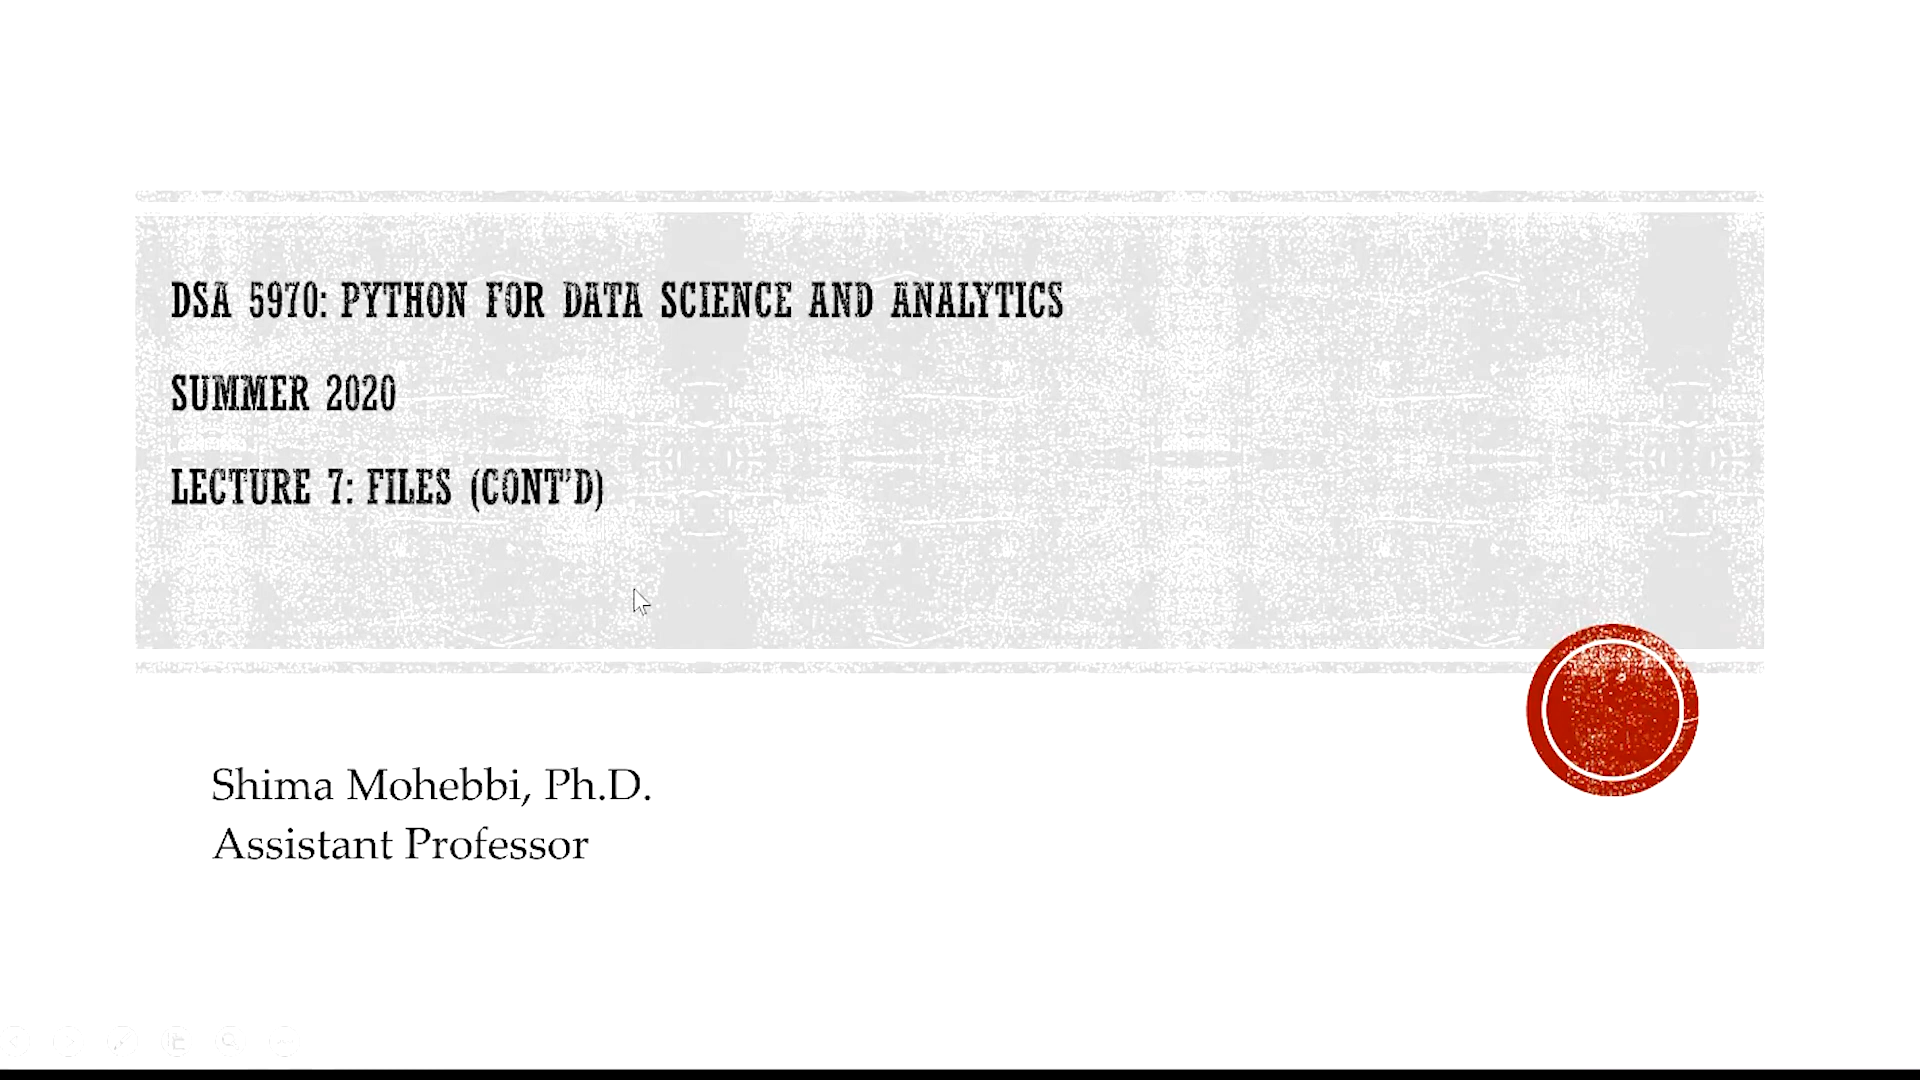 DSA 5970: PYTHON FOR DATA SCIENCE AND ANALYTICS
SUMMER 2020
LECTURE 7: FILES (CONT'D)
Shima Mohebbi, Ph.D.
Assistant Professor